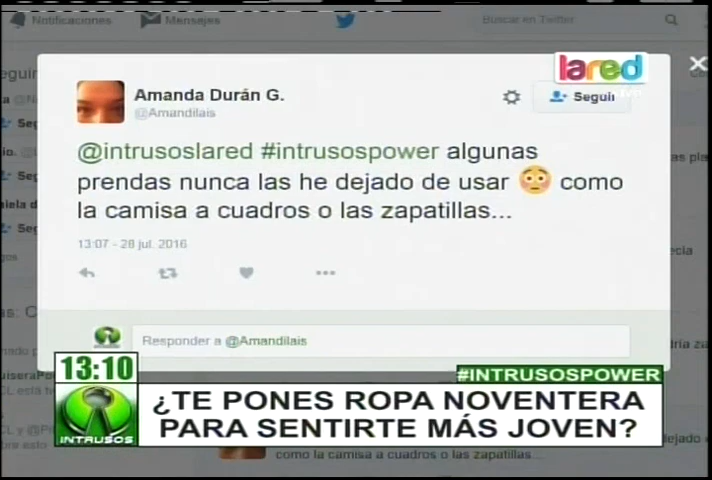 Notificaciones
Mensajes
Buscar en Twitter
lared
Amanda Durán G.
@Amandilais
Seguir
@intrusoslared #intrusospower algunas
prendas nunca las he dejado de usar 😳 como
la camisa a cuadros o las zapatillas...
13:07 - 28 jul. 2016
Responder a @Amandilais
13:10
#INTRUSOSPOWER
¿TE PONES ROPA NOVENTERA
PARA SENTIRTE MÁS JOVEN?
INTRUSOS
como la camisa a cuadros o las zapatillas...